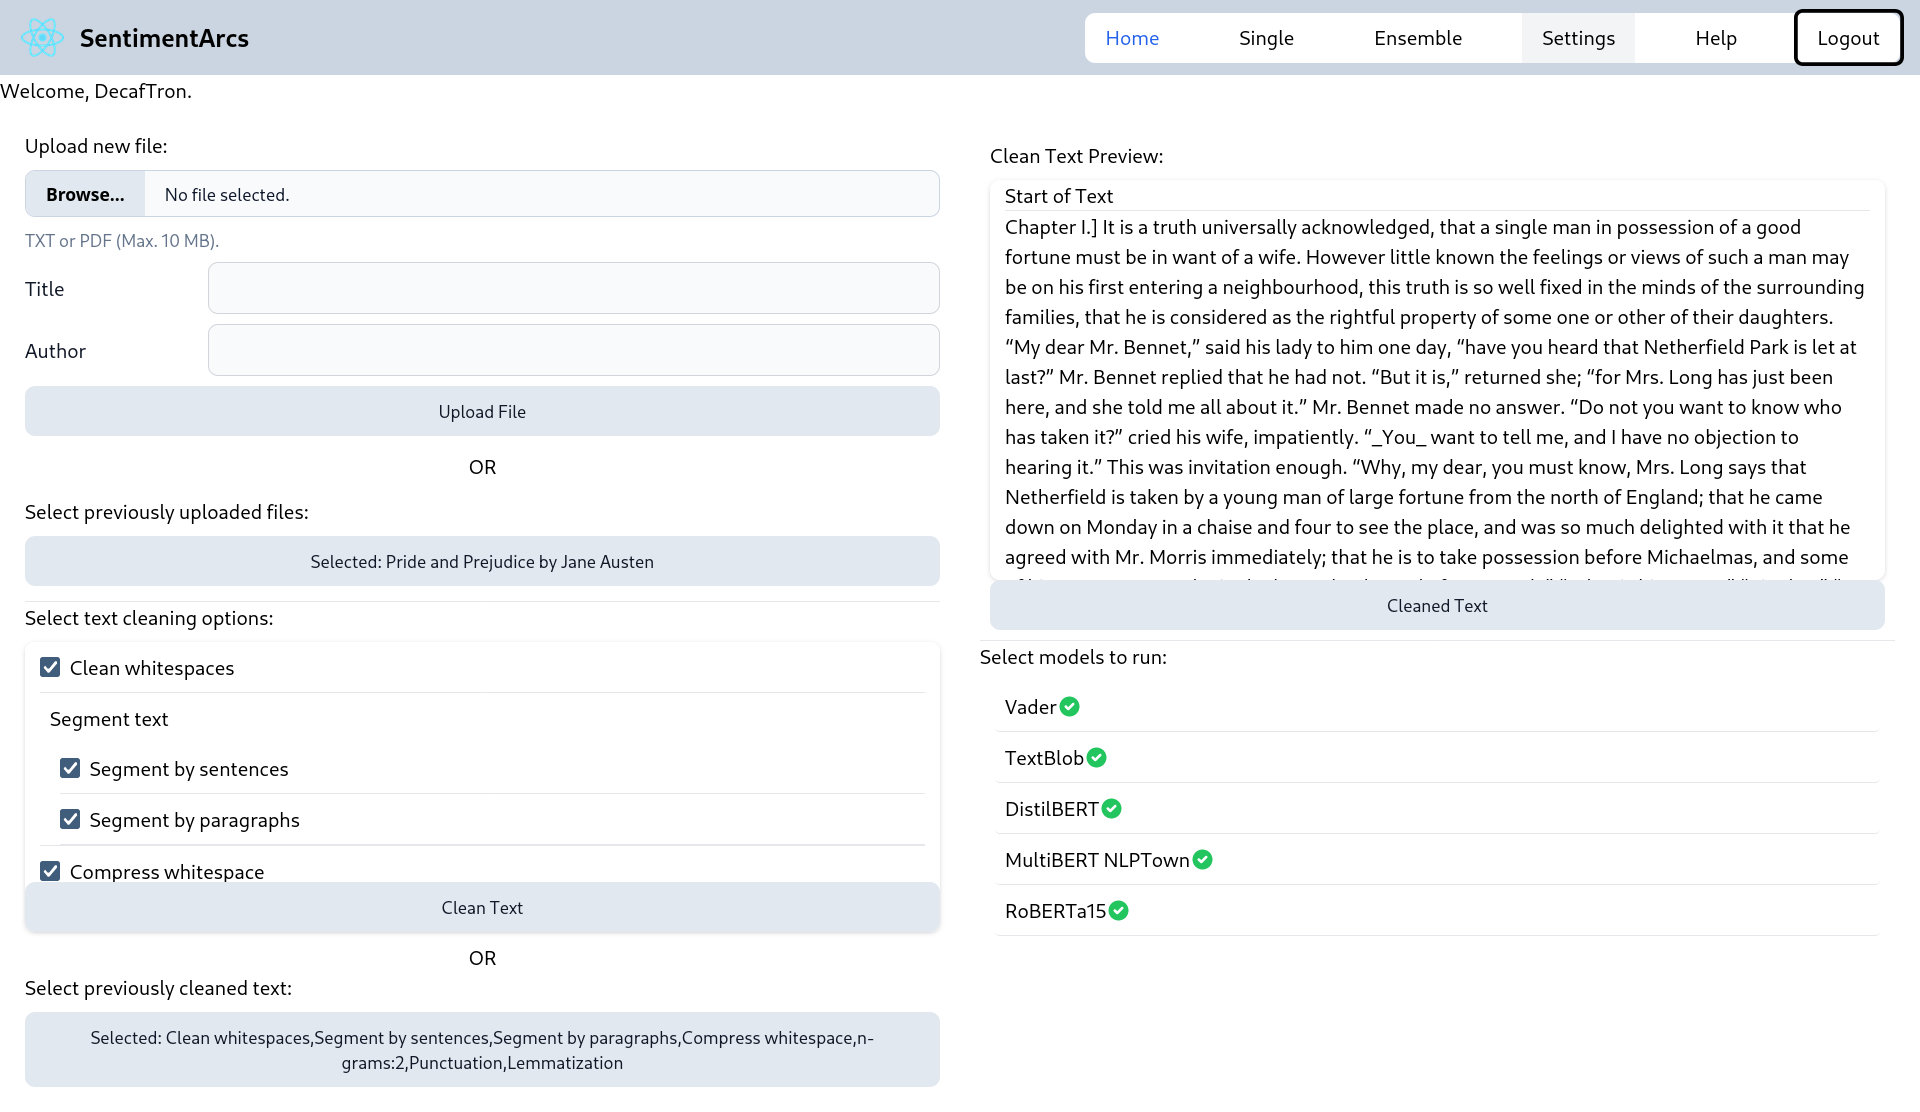 SentimentArcs
Home Single Ensemble Settings Help Logout
Welcome, DecafTron.
Upload new file:
Browse... No file selected.
TXT or PDF (Max. 10 MB).
Title
Author
Upload File
OR
Select previously uploaded files:
Selected: Pride and Prejudice by Jane Austen
Select text cleaning options:
Clean whitespaces
Segment text
Segment by sentences
Segment by paragraphs
Compress whitespace
Clean Text
OR
Select previously cleaned text:
Selected: Clean whitespaces,Segment by sentences,Segment by paragraphs,Compress whitespace,n-
grams:2,Punctuation,Lemmatization
Clean Text Preview:
Start of Text
Chapter I.] It is a truth universally acknowledged, that a single man in possession of a good
fortune must be in want of a wife. However little known the feelings or views of such a man may
be on his first entering a neighbourhood, this truth is so well fixed in the minds of the surrounding
families, that he is considered as the rightful property of some one or other of their daughters.
“My dear Mr. Bennet,” said his lady to him one day, “have you heard that Netherfield Park is let at
last?” Mr. Bennet replied that he had not. “But it is,” returned she; “for Mrs. Long has just been
here, and she told me all about it.” Mr. Bennet made no answer. “Do not you want to know who
has taken it?” cried his wife, impatiently. “_You_ want to tell me, and I have no objection to
hearing it.” This was invitation enough. “Why, my dear, you must know, Mrs. Long says that
Netherfield is taken by a young man of large fortune from the north of England; that he came
down on Monday in a chaise and four to see the place, and was so much delighted with it that he
agreed with Mr. Morris immediately; that he is to take possession before Michaelmas, and some
Cleaned Text
Select models to run:
Vader
TextBlob
DistilBERT
MultiBERT NLPTown
RoBERTa15